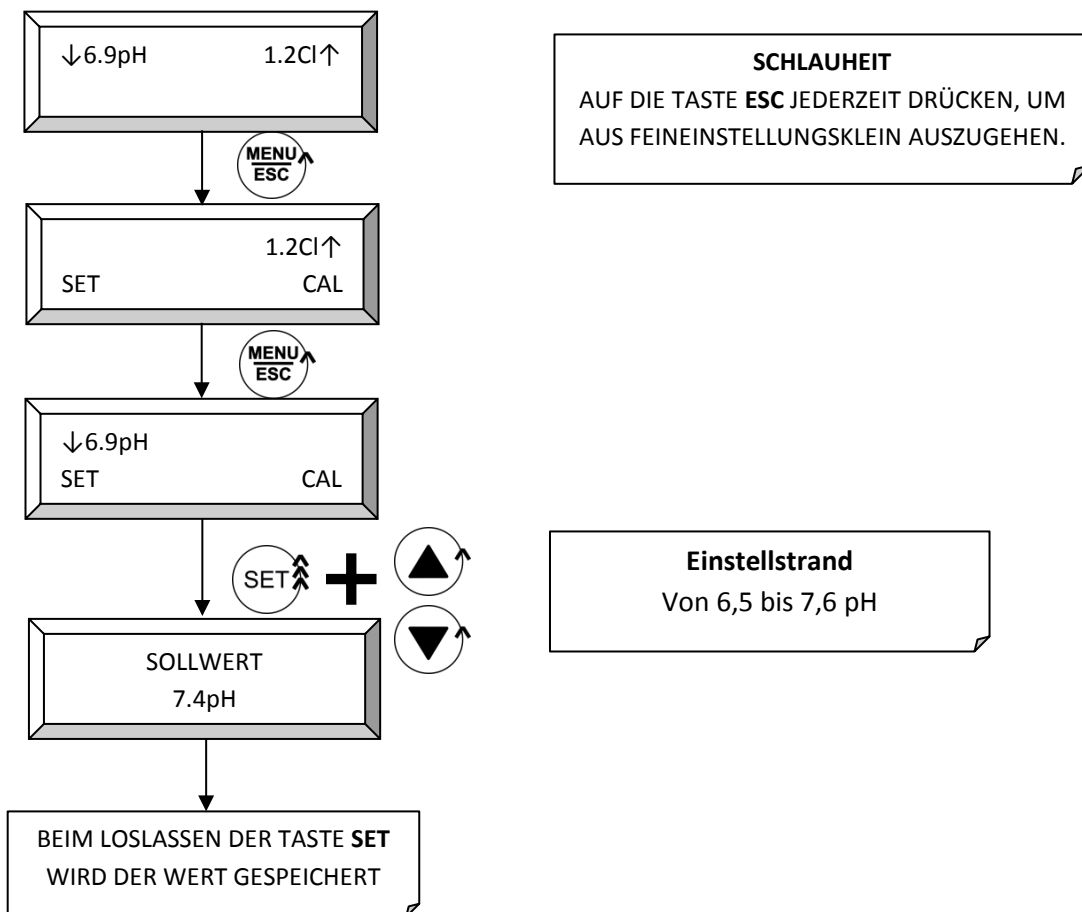 ↓6.9pH 1.2Cl↑
SCHLAUHEIT
AUF DIE TASTE ESC JEDERZEIT DRÜCKEN, UM
AUS FEINEINSTELLUNGSKLEIN AUSZUGEHEN.
MENU
ESC
1.2Cl↑
SET CAL
MENU
ESC
↓6.9pH
SET CAL
SET
Einstellstrand
Von 6,5 bis 7,6 pH
SOLLWERT
7.4pH
BEIM LOSLASSEN DER TASTE SET
WIRD DER WERT GESPEICHERT